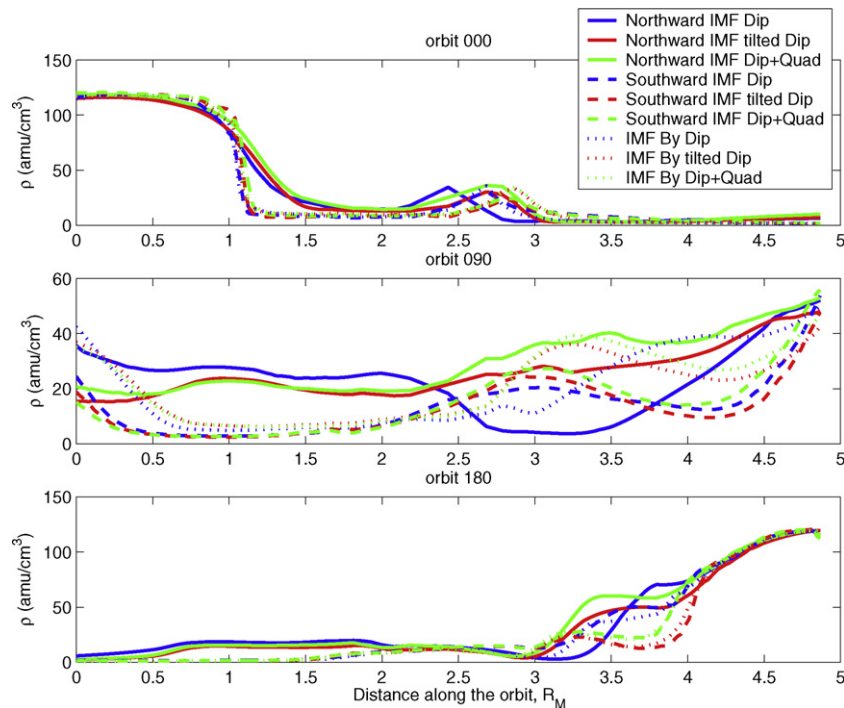 orbit 000
Northward IMF Dip
Northward IMF tilted Dip
Northward IMF Dip+Quad
Southward IMF Dip
Southward IMF tilted Dip
Southward IMF Dip+Quad
IMF By Dip
IMF By tilted Dip
IMF By Dip+Quad
ρ (amu/cm3)
150
100
50
0
0 0.5 1 1.5 2 2.5 3 3.5 4 4.5 5
orbit 090
ρ (amu/cm3)
60
40
20
0
0 0.5 1 1.5 2 2.5 3 3.5 4 4.5 5
orbit 180
ρ (amu/cm3)
150
100
50
0
0 0.5 1 1.5 2 2.5 3 3.5 4 4.5 5
Distance along the orbit, RM